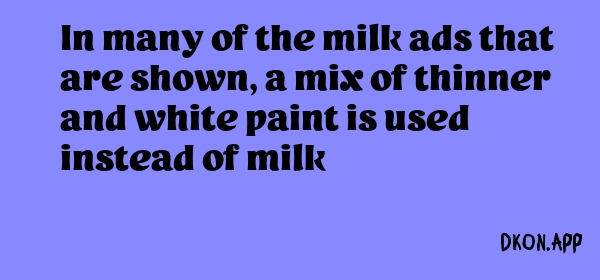 In many of the milk ads that
are shown, a mix of thinner
and white paint is used
instead of milk
DKON.APP